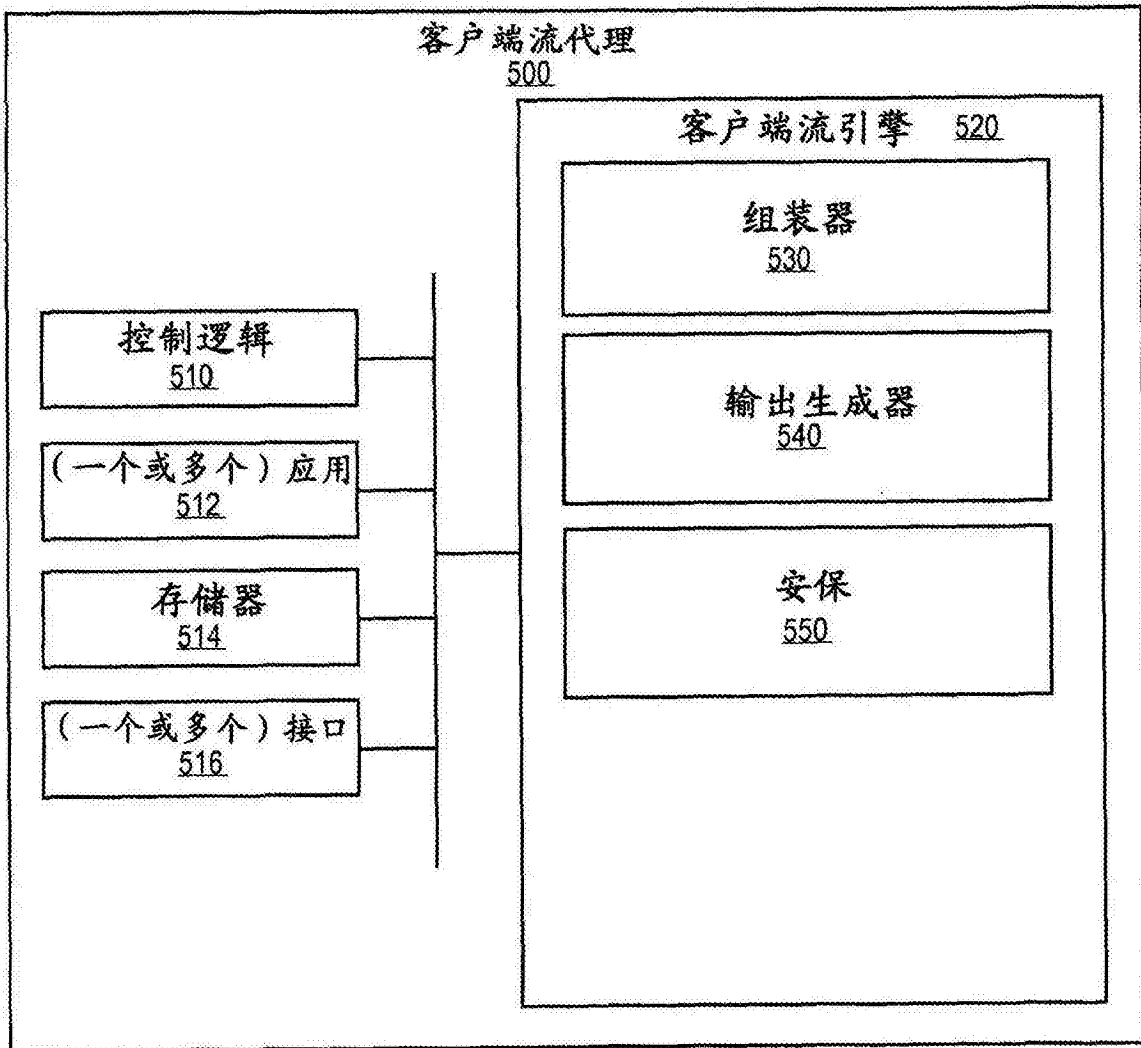 客户端流代理
500
控制逻辑
510
（一个或多个）应用
512
存储器
514
（一个或多个）接口
516
客户端流引擎 520
组装器
530
输出生成器
540
安保
550